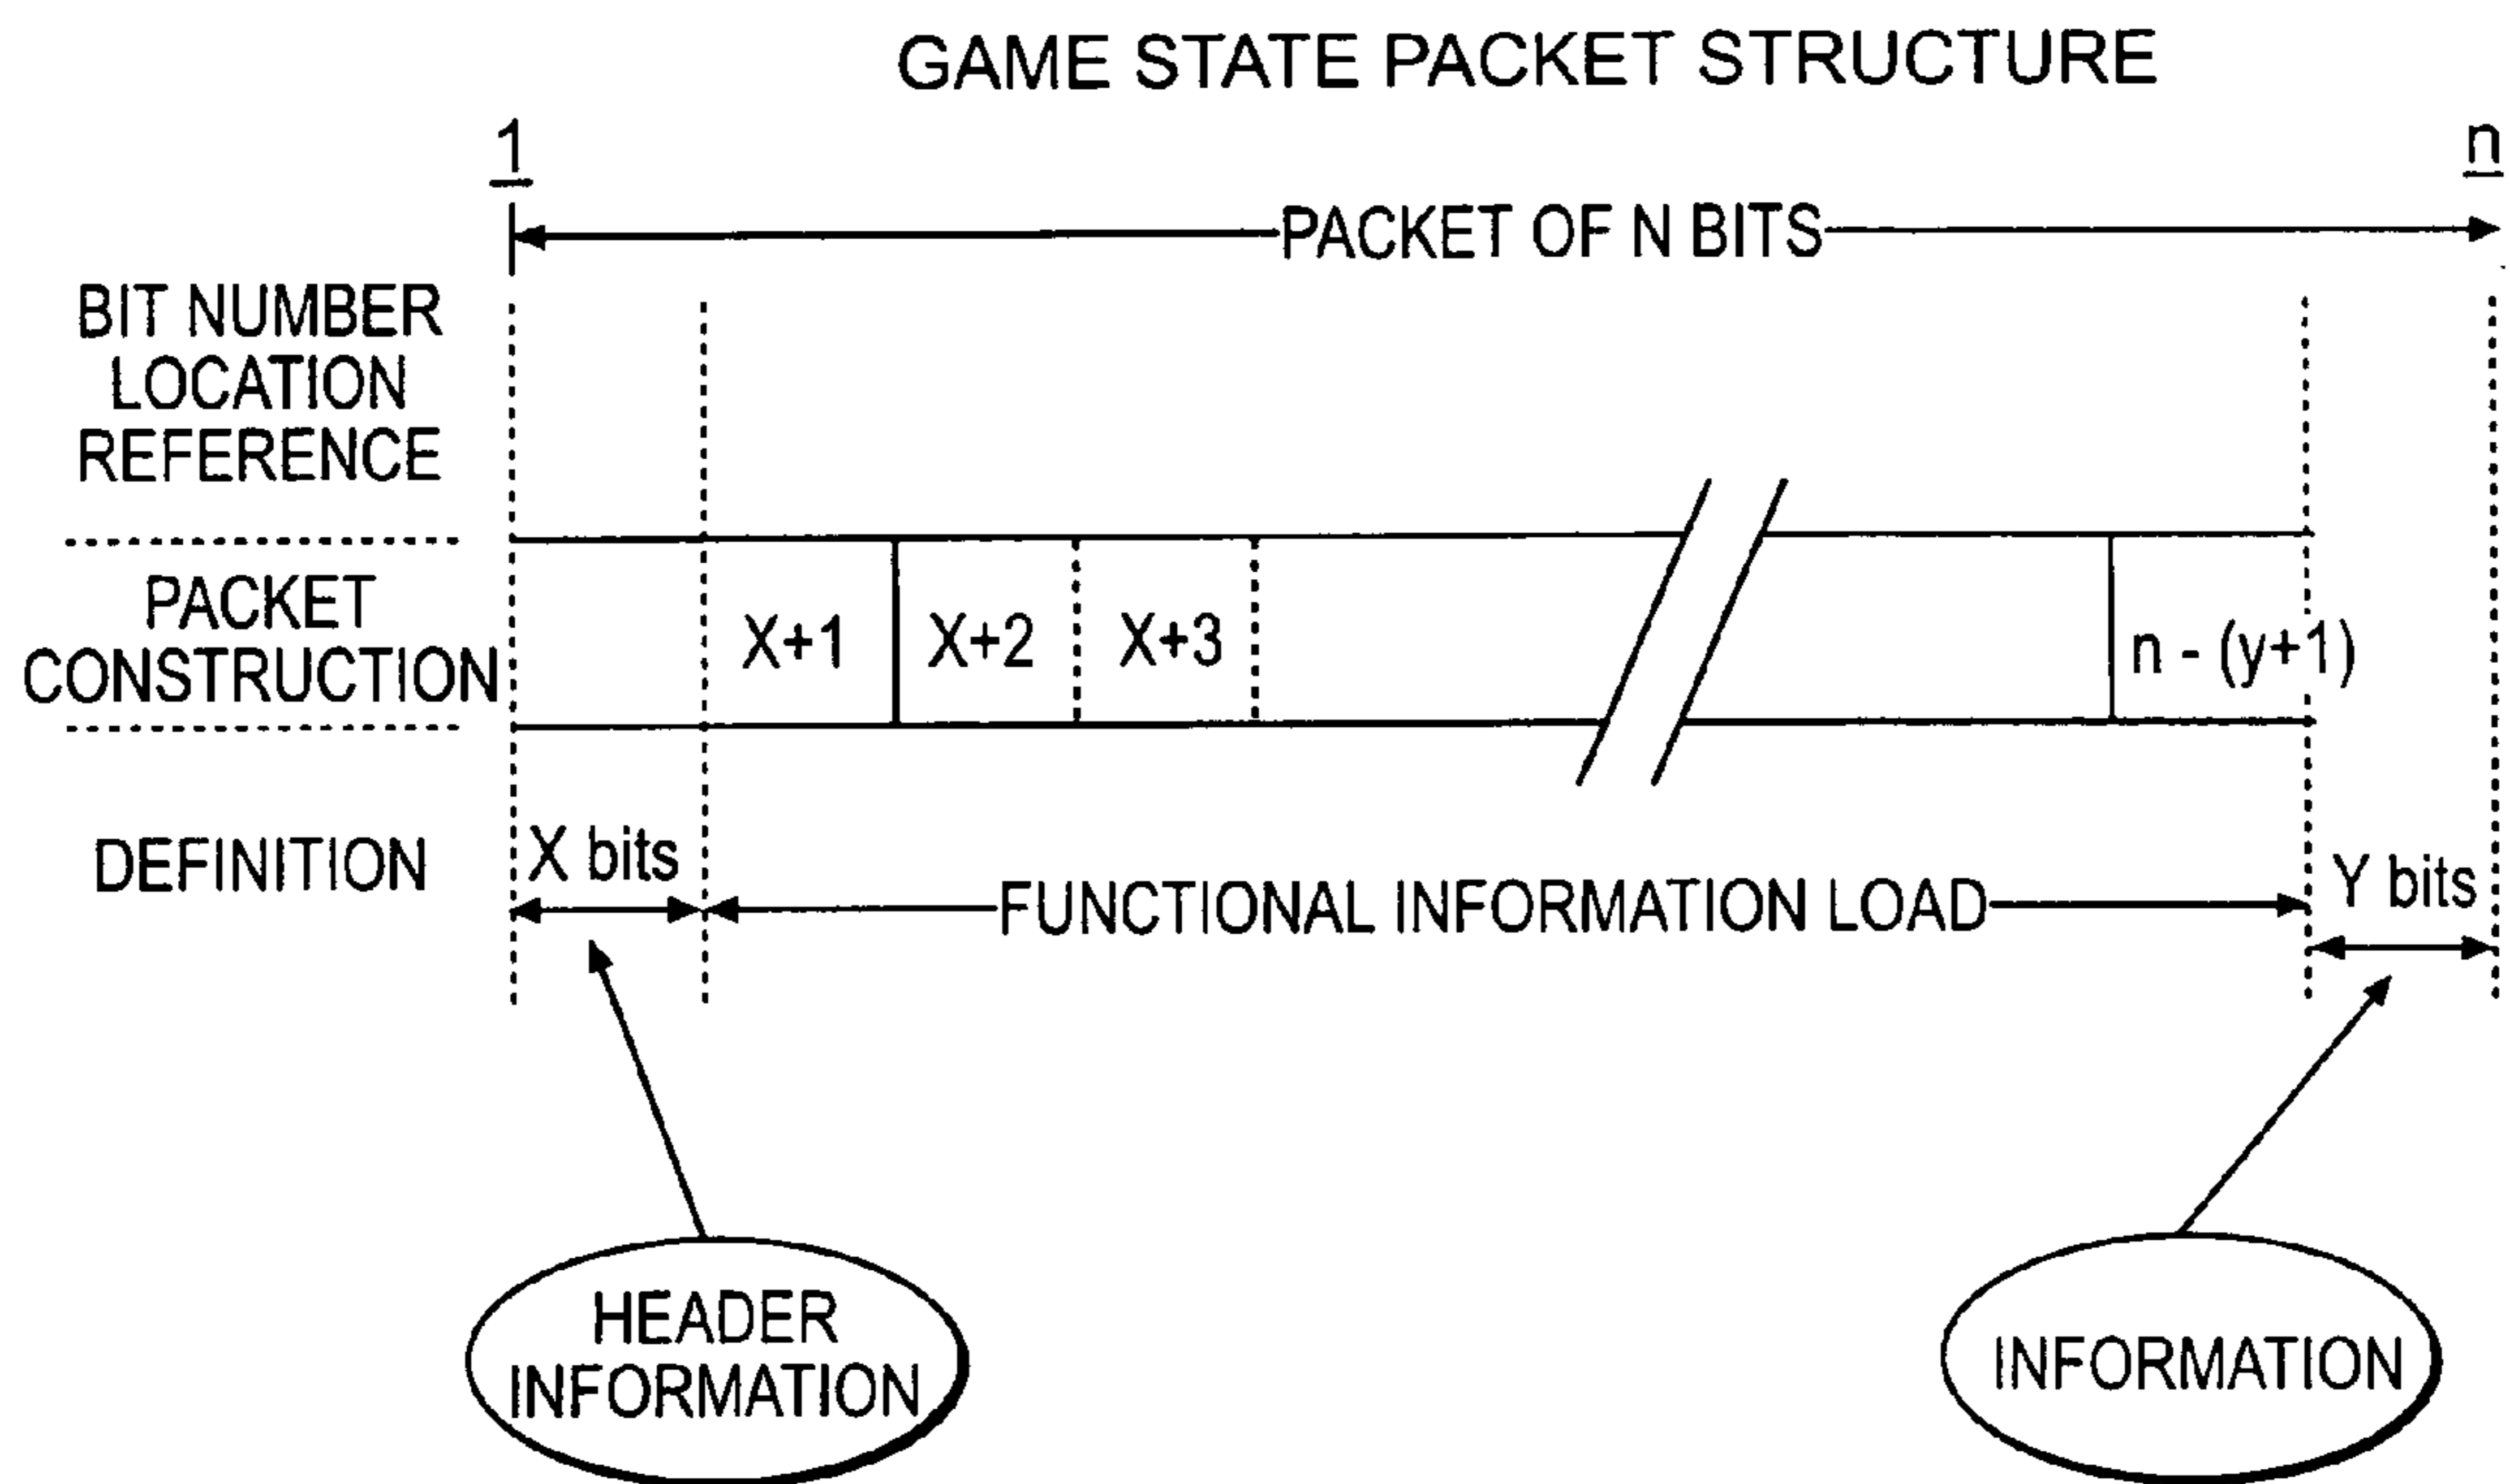 GAME STATE PACKET STRUCTURE
1
n
PACKET OF N BITS
BIT NUMBER
LOCATION
REFERENCE
PACKET
CONSTRUCTION
X+1
X+2
X+3
n - (y+1)
DEFINITION
X bits
FUNCTIONAL INFORMATION LOAD
Y bits
HEADER
INFORMATION
INFORMATION